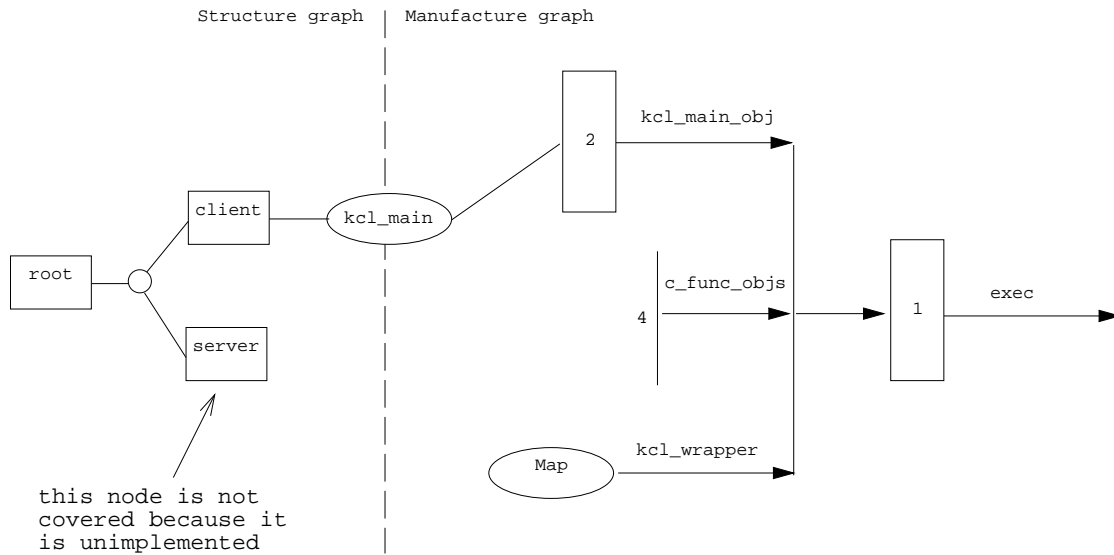 Structure graph
Manufacture graph
kcl_main_obj
2
client
kcl_main
root
c_func_objs
4
1
exec
server
kcl_wrapper
Map
this node is not
covered because it
is unimplemented